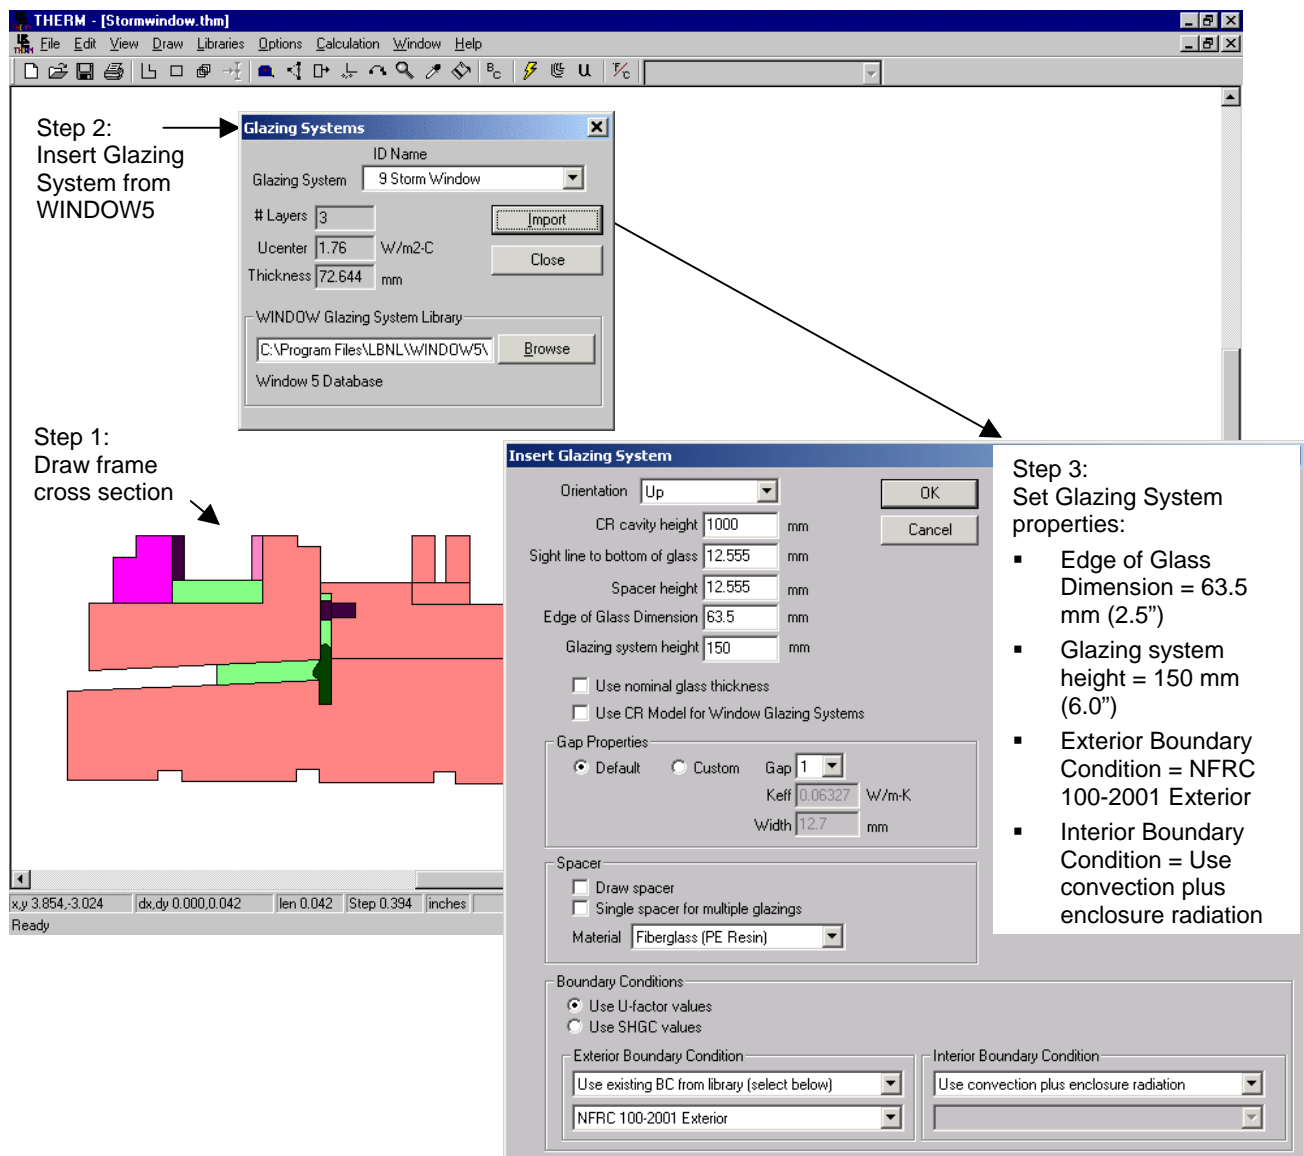 THERM - [Stormwindow.thm]
File Edit View Draw Libraries Options Calculation Window Help
Step 2:
Insert Glazing
System from
WINDOW5
Glazing Systems
ID Name
Glazing System 9 Storm Window
# Layers 3
Import
Ucenter 1.76 W/m2-C
Close
Thickness 72.644 mm
WINDOW Glazing System Library
C:\Program Files\LBNL\WINDOW5\ Browse
Window 5 Database
Step 1:
Draw frame
cross section
Insert Glazing System
Orientation Up
OK
CR cavity height 1000 mm
Cancel
Sight line to bottom of glass 12.555 mm
Spacer height 12.555 mm
Edge of Glass Dimension 63.5 mm
Glazing system height 150 mm
Use nominal glass thickness
Use CR Model for Window Glazing Systems
Gap Properties
Default Custom Gap 1
Keff 0.06327 W/m-K
Width 12.7 mm
Spacer
Draw spacer
Single spacer for multiple glazings
Material Fiberglass (PE Resin)
Boundary Conditions
Use U-factor values
Use SHGC values
Exterior Boundary Condition
Use existing BC from library (select below)
NFRC 100-2001 Exterior
Interior Boundary Condition
Use convection plus enclosure radiation
Step 3:
Set Glazing System
properties:
▪ Edge of Glass
Dimension = 63.5
mm (2.5”)
▪ Glazing system
height = 150 mm
(6.0”)
▪ Exterior Boundary
Condition = NFRC
100-2001 Exterior
▪ Interior Boundary
Condition = Use
convection plus
enclosure radiation
x,y 3.854,-3.024 dx,dy 0.000,0.042 len 0.042 Step 0.394 inches
Ready